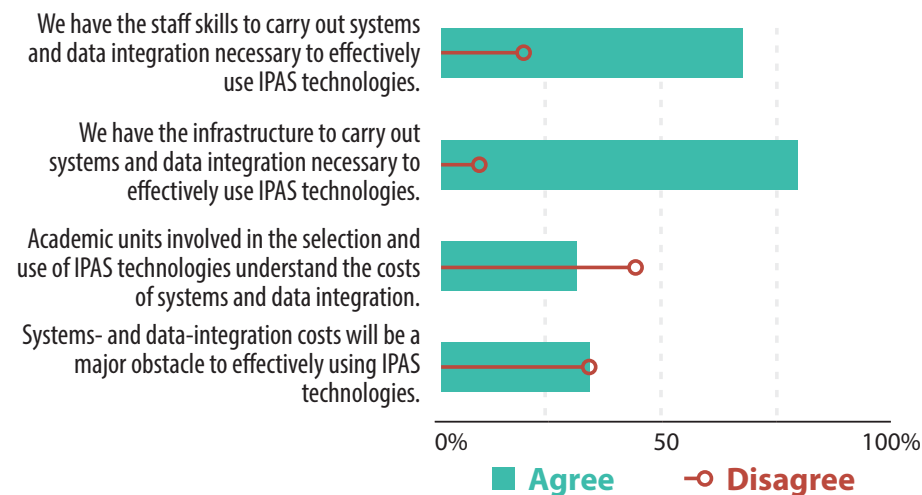 We have the staff skills to carry out systems
and data integration necessary to effectively
use IPAS technologies.
We have the infrastructure to carry out
systems and data integration necessary to
effectively use IPAS technologies.
Academic units involved in the selection and
use of IPAS technologies understand the costs
of systems and data integration.
Systems- and data-integration costs will be a
major obstacle to effectively using IPAS
technologies.
0% 50 100%
Agree Disagree